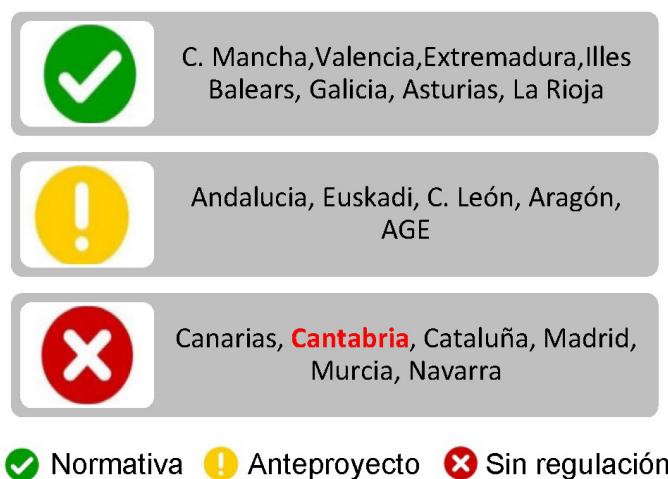 C. Mancha,Valencia,Extremadura,Illes
Balears, Galicia, Asturias, La Rioja
Andalucia, Euskadi, C. León, Aragón,
AGE
Canarias, Cantabria, Cataluña, Madrid,
Murcia, Navarra
Normativa Anteproyecto Sin regulación